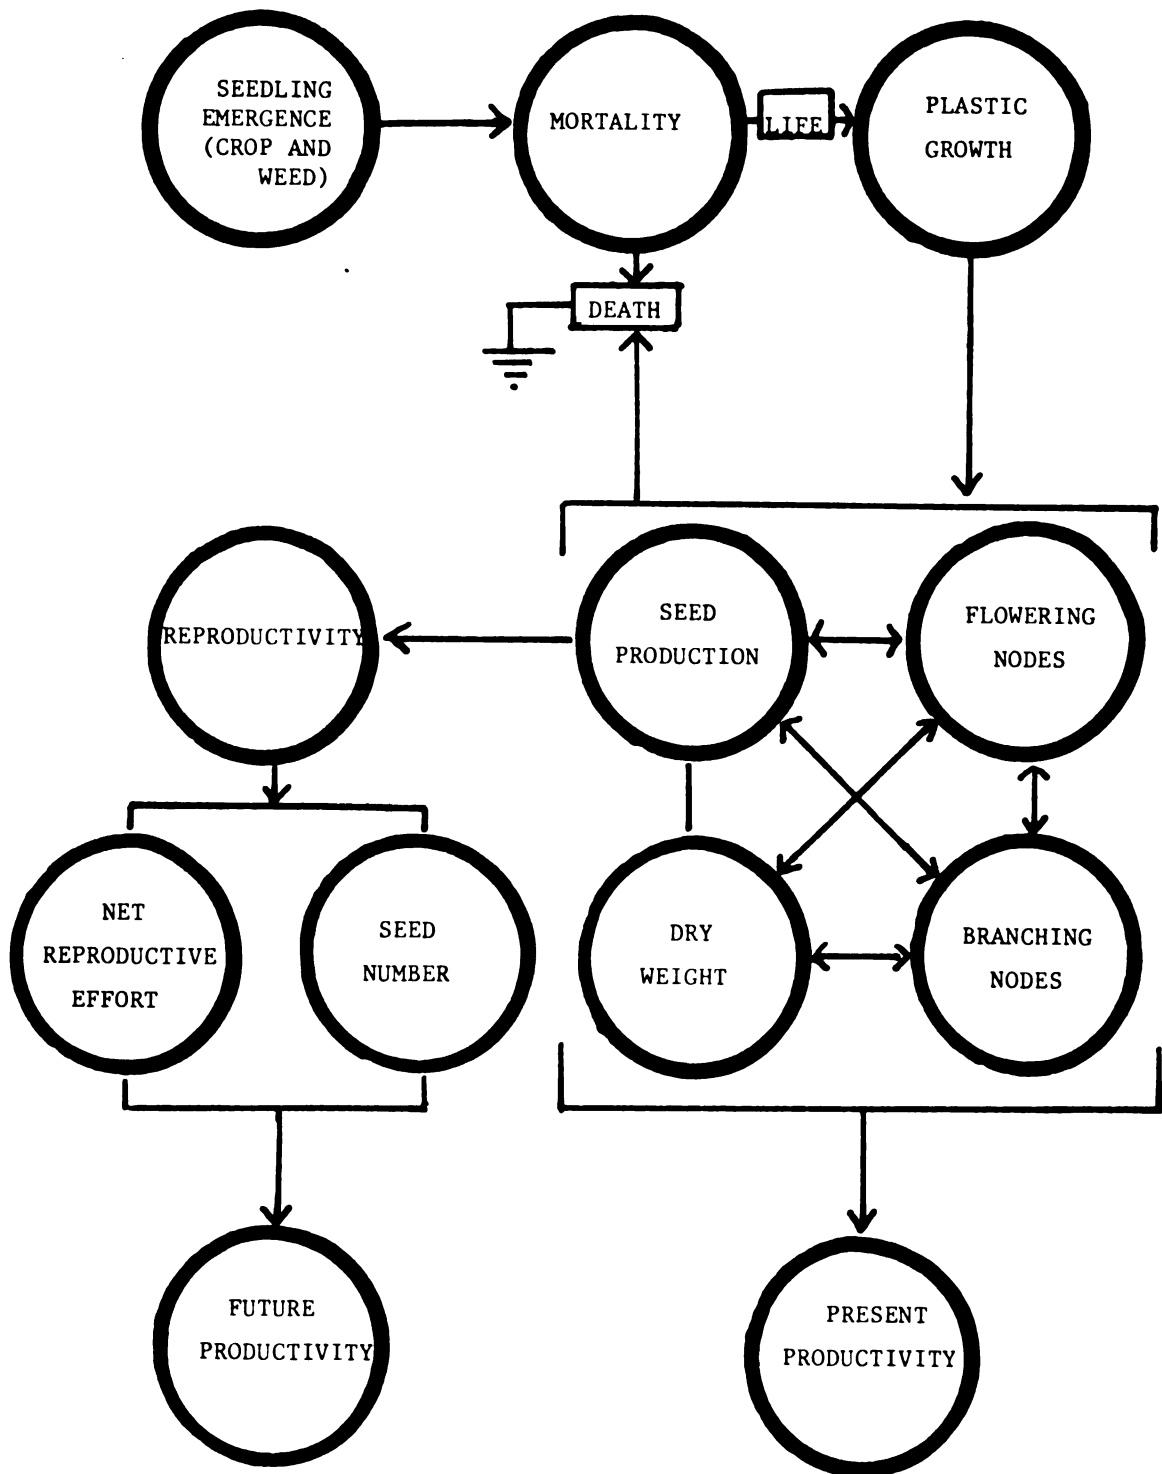 SEEDLING
EMERGENCE
(CROP AND
WEED)
MORTALITY
LIFE
PLASTIC
GROWTH
DEATH
REPRODUCTIVITY
SEED
PRODUCTION
FLOWERING
NODES
NET
REPRODUCTIVE
EFFORT
SEED
NUMBER
DRY
WEIGHT
BRANCHING
NODES
FUTURE
PRODUCTIVITY
PRESENT
PRODUCTIVITY